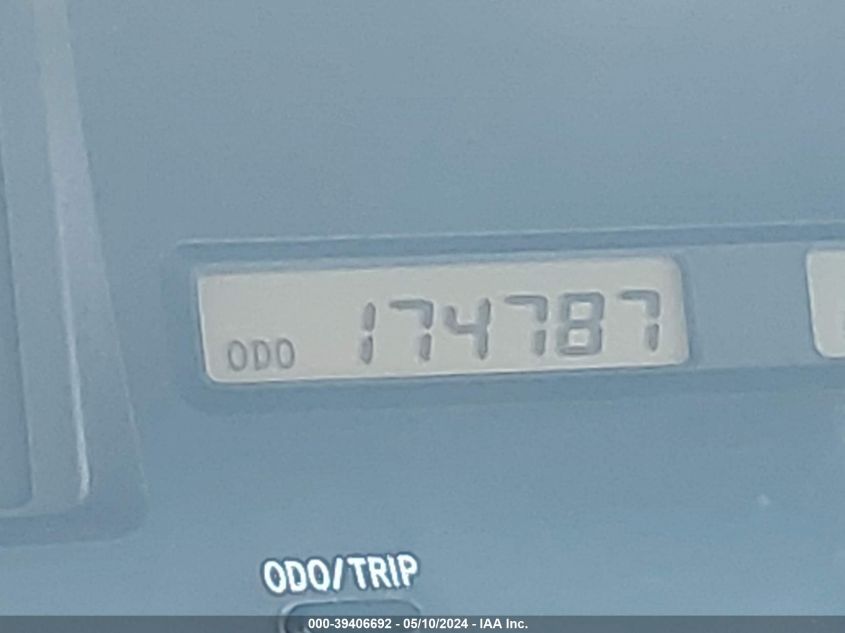 ODO 174787
ODO/TRIP
000-39406692 - 05/10/2024 - IAA Inc.